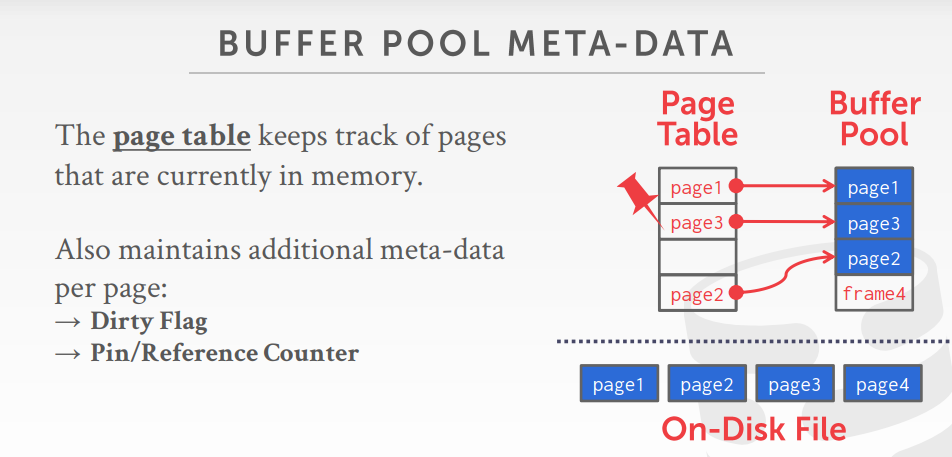 BUFFER POOL META-DATA
The page table keeps track of pages
that are currently in memory.
Also maintains additional meta-data
per page:
→ Dirty Flag
→ Pin/Reference Counter
Page
Table
page1
page3
page2
Buffer
Pool
page1
page3
page2
frame4
page1 page2 page3 page4
On-Disk File